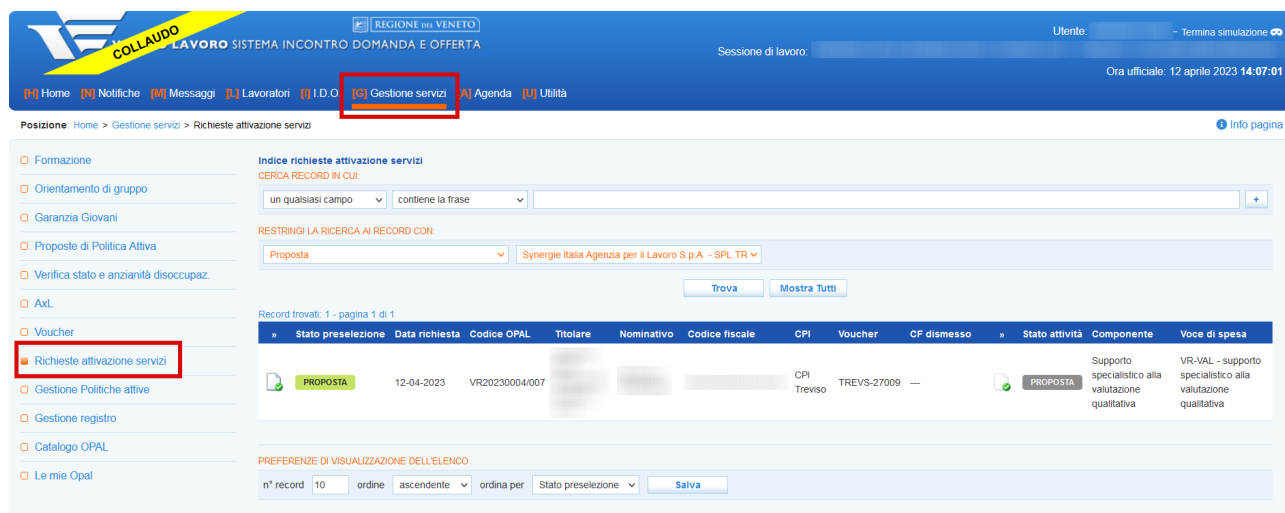 REGIONE DEL VENETO
COLLAUDO
LAVORO SISTEMA INCONTRO DOMANDA E OFFERTA
Utente: - Termina simulazione
Sessione di lavoro:
Ora ufficiale: 12 aprile 2023 14:07:01
[H] Home [N] Notifiche [M] Messaggi [L] Lavoratori [I] I.D.O. [G] Gestione servizi [A] Agenda [U] Utilità
Posizione: Home > Gestione servizi > Richieste attivazione servizi
Info pagina
Formazione
Orientamento di gruppo
Garanzia Giovani
Proposte di Politica Attiva
Verifica stato e anzianità disoccupaz.
AxL
Voucher
Richieste attivazione servizi
Gestione Politiche attive
Gestione registro
Catalogo OPAL
Le mie Opal
Indice richieste attivazione servizi
CERCA RECORD IN CUI:
un qualsiasi campo contiene la frase +
RESTRINGI LA RICERCA AI RECORD CON:
Proposta Synergie Italia Agenzia per il Lavoro S.p.A. - SPL TR
Trova Mostra Tutti
Record trovati: 1 - pagina 1 di 1
» Stato preselezione Data richiesta Codice OPAL Titolare Nominativo Codice fiscale CPI Voucher CF dismesso » Stato attività Componente Voce di spesa
PROPOSTA 12-04-2023 VR20230004/007 CPI Treviso TREVS-27009 --- PROPOSTA Supporto specialistico alla valutazione qualitativa VR-VAL - supporto specialistico alla valutazione qualitativa
PREFERENZE DI VISUALIZZAZIONE DELL'ELENCO
n° record 10 ordine ascendente ordina per Stato preselezione Salva